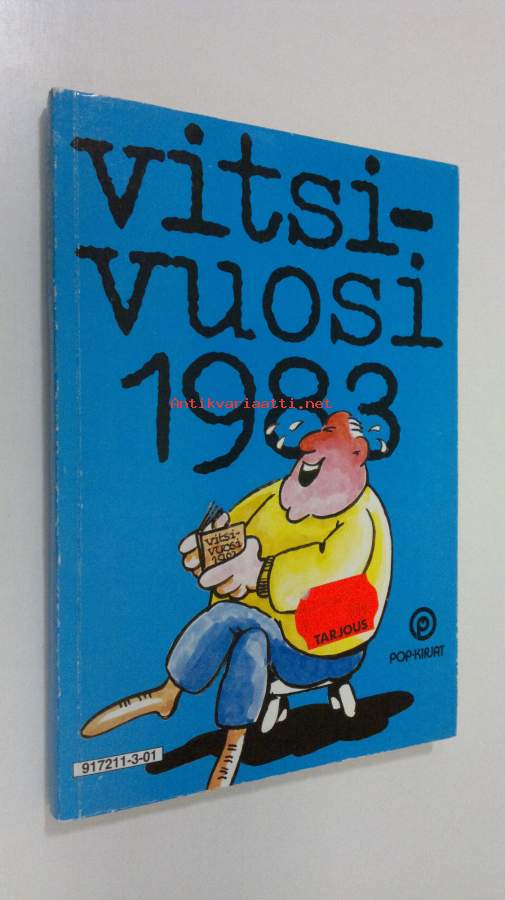 vitsi-
vuosi
1983
Antikvariaatti.net
vitsi-
vuosi
TARJOUS
POP-KIRJAT
917211-3-01